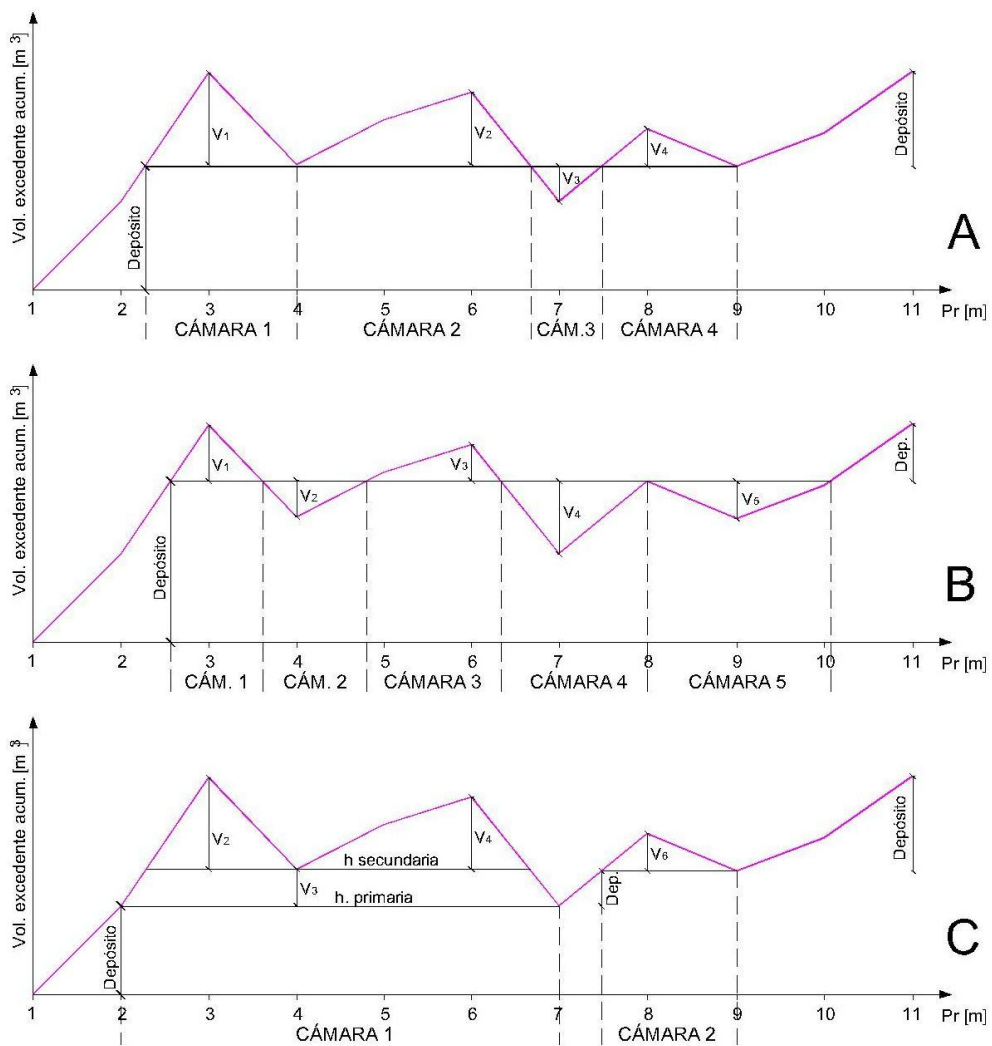 Vol. excedente acum. [m 3]
V1
V2
V3
V4
Depósito
Depósito
A
1 2 3 4 5 6 7 8 9 10 11 Pr [m]
CÁMARA 1 CÁMARA 2 CÁM.3 CÁMARA 4
Vol. excedente acum. [m 3]
V1
V2
V3
V4
V5
Dep.
Depósito
B
1 2 3 4 5 6 7 8 9 10 11 Pr [m]
CÁM. 1 CÁM. 2 CÁMARA 3 CÁMARA 4 CÁMARA 5
Vol. excedente acum. [m 3]
V2
V4
V6
h secundaria
V3
h. primaria
Dep.
Depósito
Depósito
C
1 2 3 4 5 6 7 8 9 10 11 Pr [m]
CÁMARA 1 CÁMARA 2